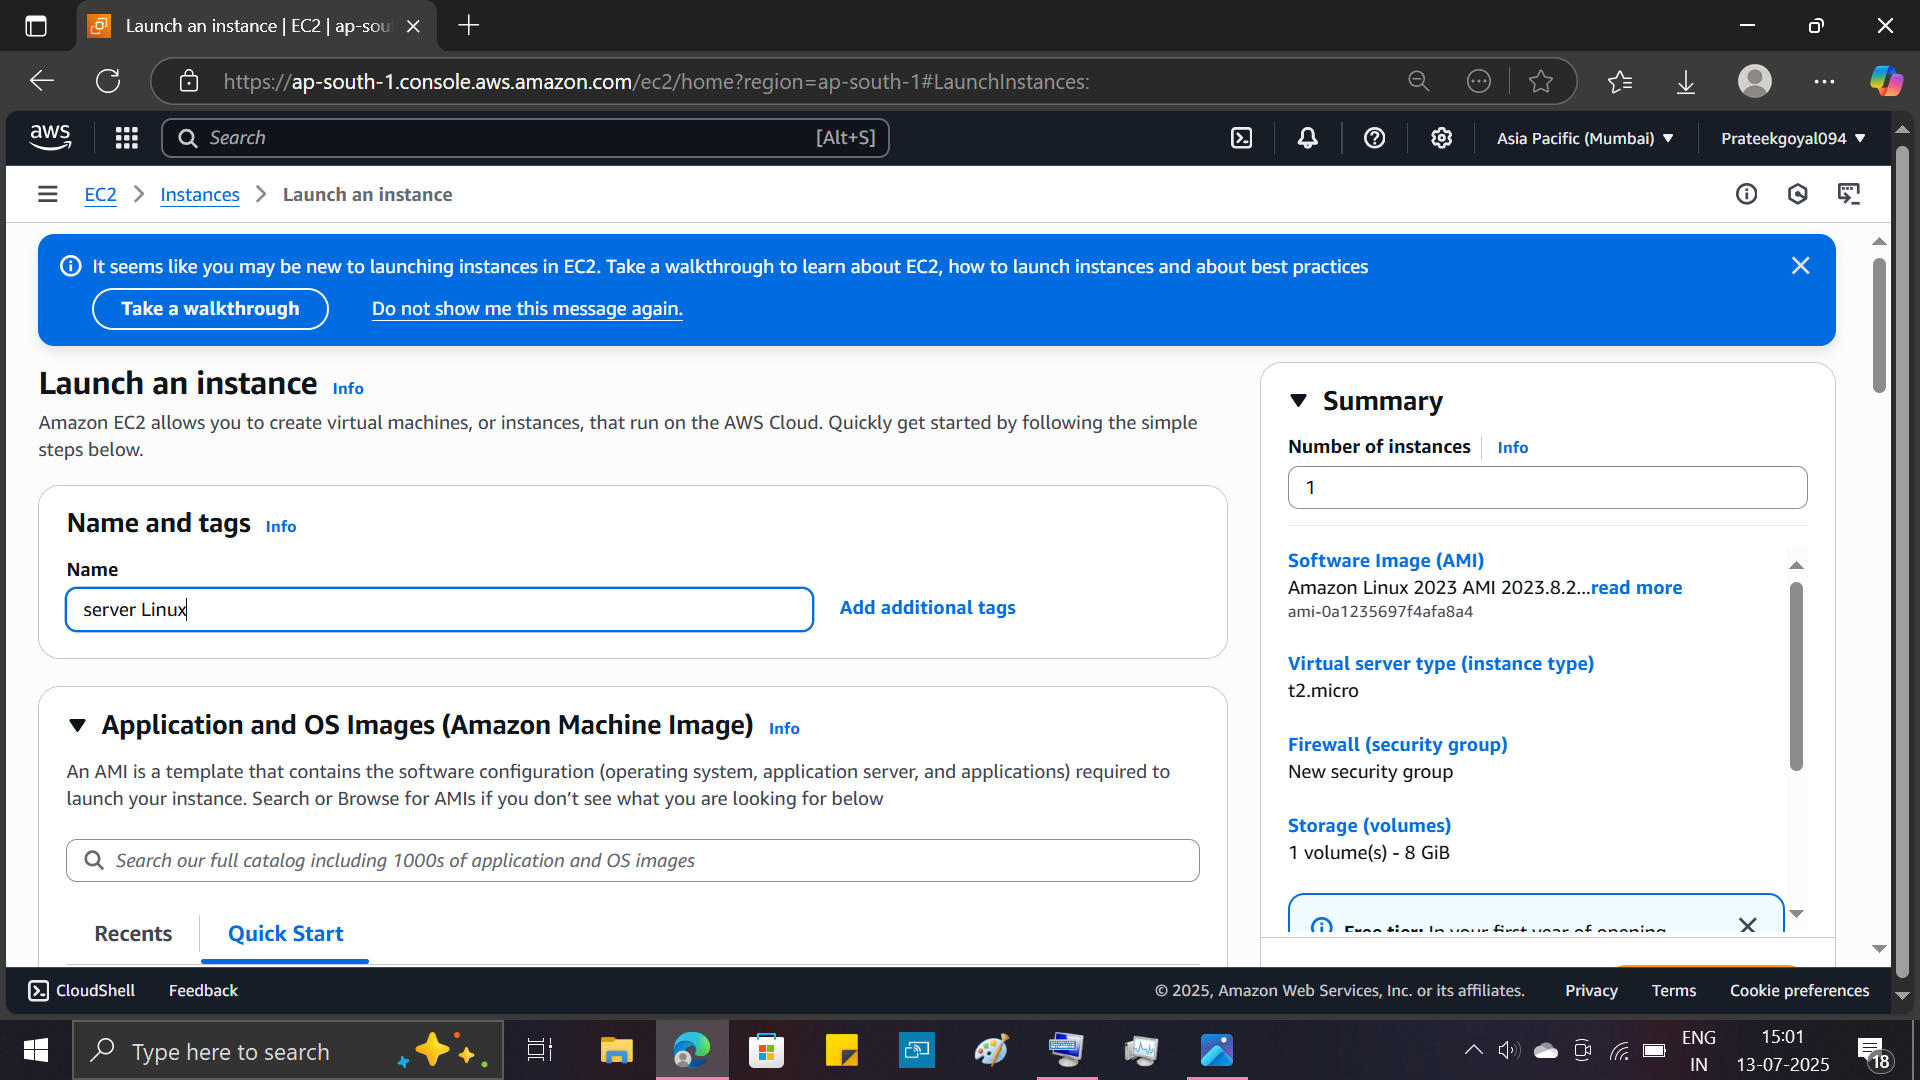 Launch an instance | EC2 | ap-sou
https://ap-south-1.console.aws.amazon.com/ec2/home?region=ap-south-1#LaunchInstances:
aws
Search
[Alt+S]
Asia Pacific (Mumbai)
Prateekgoyal094
EC2
Instances
Launch an instance
It seems like you may be new to launching instances in EC2. Take a walkthrough to learn about EC2, how to launch instances and about best practices
Take a walkthrough
Do not show me this message again.
Launch an instance Info
Amazon EC2 allows you to create virtual machines, or instances, that run on the AWS Cloud. Quickly get started by following the simple
steps below.
Name and tags Info
Name
server Linux
Add additional tags
Application and OS Images (Amazon Machine Image) Info
An AMI is a template that contains the software configuration (operating system, application server, and applications) required to
launch your instance. Search or Browse for AMIs if you don’t see what you are looking for below
Search our full catalog including 1000s of application and OS images
Recents
Quick Start
Summary
Number of instances Info
1
Software Image (AMI)
Amazon Linux 2023 AMI 2023.8.2...read more
ami-0a1235697f4afa8a4
Virtual server type (instance type)
t2.micro
Firewall (security group)
New security group
Storage (volumes)
1 volume(s) - 8 GiB
Free tier: In your first year of opening
CloudShell
Feedback
© 2025, Amazon Web Services, Inc. or its affiliates.
Privacy
Terms
Cookie preferences
Type here to search
ENG
IN
15:01
13-07-2025
18